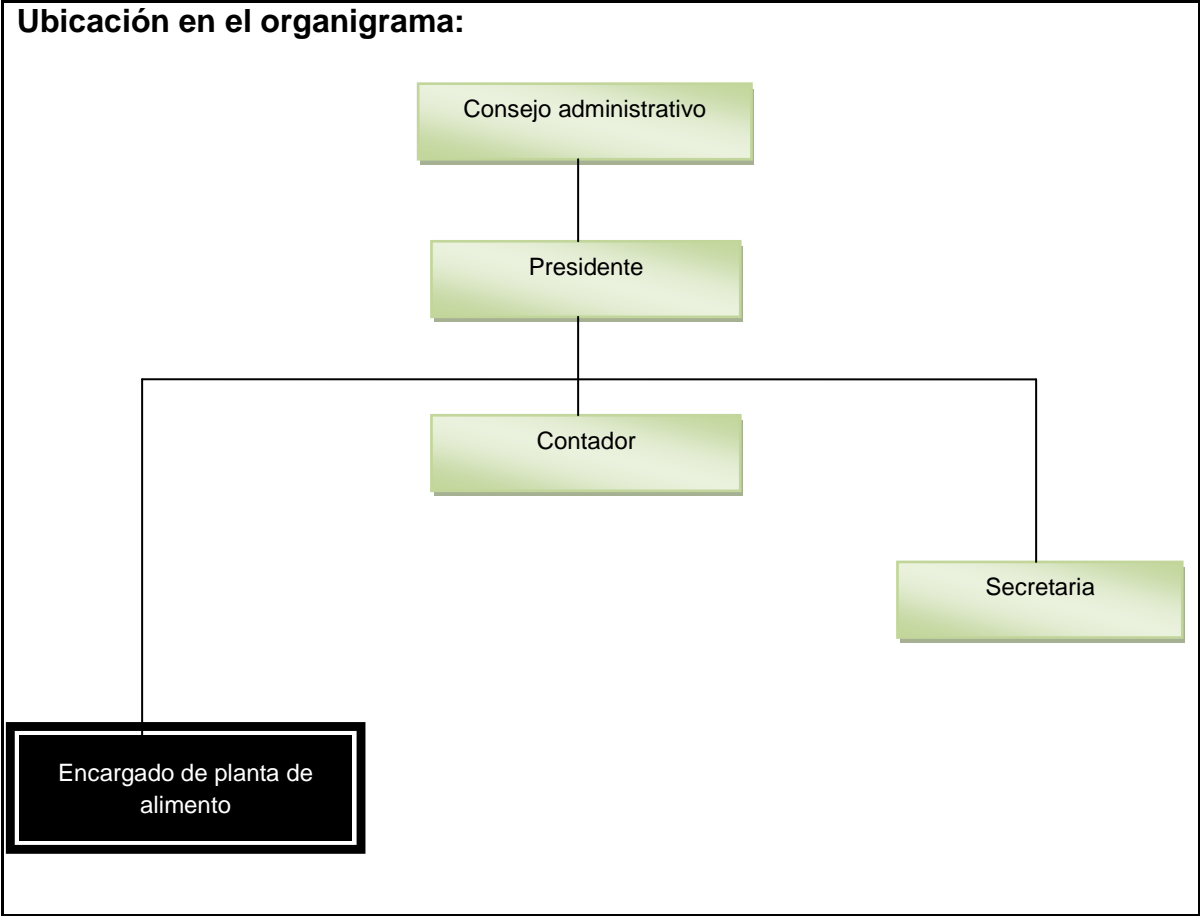 Ubicación en el organigrama:
Consejo administrativo
Presidente
Contador
Secretaria
Encargado de planta de
alimento